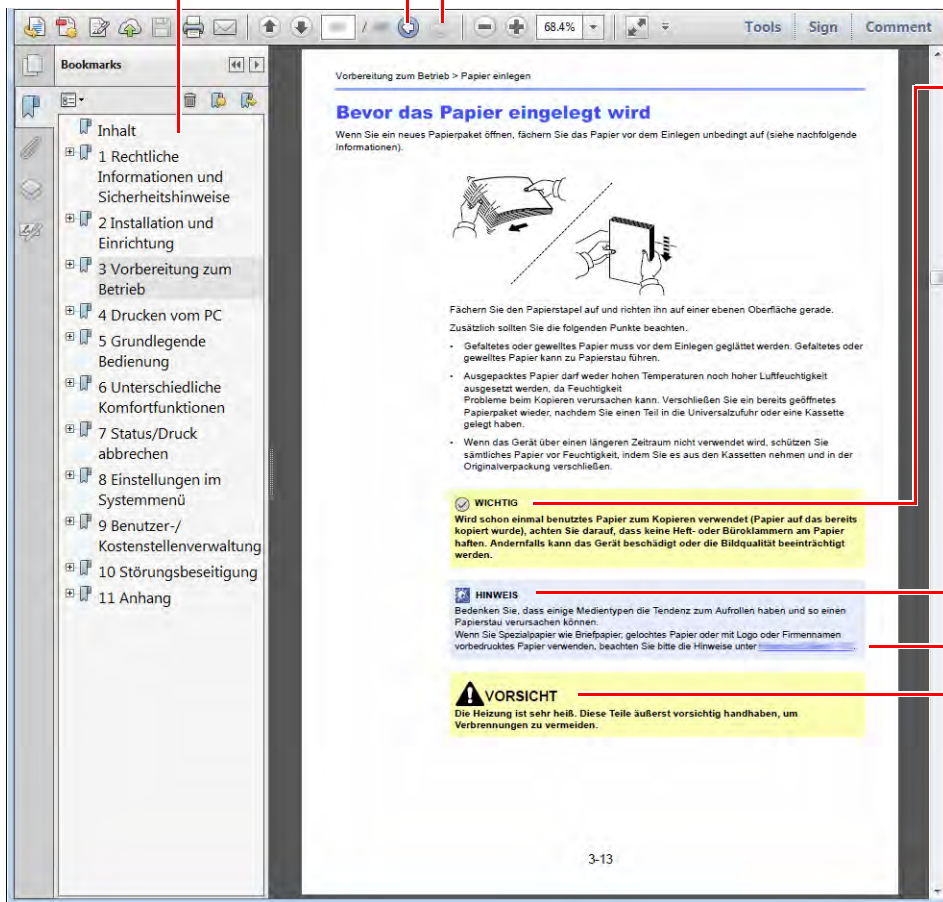 68.4%
Tools Sign Comment
Bookmarks
Inhalt
1 Rechtliche
Informationen und
Sicherheitshinweise
2 Installation und
Einrichtung
3 Vorbereitung zum
Betrieb
4 Drucken vom PC
5 Grundlegende
Bedienung
6 Unterschiedliche
Komfortfunktionen
7 Status/Druck
abbrechen
8 Einstellungen im
Systemmenü
9 Benutzer-/
Kostenstellenverwaltung
10 Störungsbeseitigung
11 Anhang
Vorbereitung zum Betrieb > Papier einlegen
Bevor das Papier eingelegt wird
Wenn Sie ein neues Papierpaket öffnen, fächern Sie das Papier vor dem Einlegen unbedingt auf (siehe nachfolgende
Informationen).
Fächern Sie den Papierstapel auf und richten ihn auf einer ebenen Oberfläche gerade.
Zusätzlich sollten Sie die folgenden Punkte beachten.
• Gefaltetes oder gewelltes Papier muss vor dem Einlegen geglättet werden. Gefaltetes oder
gewelltes Papier kann zu Papierstau führen.
• Ausgepacktes Papier darf weder hohen Temperaturen noch hoher Luftfeuchtigkeit
ausgesetzt werden, da Feuchtigkeit
Probleme beim Kopieren verursachen kann. Verschließen Sie ein bereits geöffnetes
Papierpaket wieder, nachdem Sie einen Teil in die Universalzufuhr oder eine Kassette
gelegt haben.
• Wenn das Gerät über einen längeren Zeitraum nicht verwendet wird, schützen Sie
sämtliches Papier vor Feuchtigkeit, indem Sie es aus den Kassetten nehmen und in der
Originalverpackung verschließen.
WICHTIG
Wird schon einmal benutztes Papier zum Kopieren verwendet (Papier auf das bereits
kopiert wurde), achten Sie darauf, dass keine Heft- oder Büroklammern am Papier
haften. Andernfalls kann das Gerät beschädigt oder die Bildqualität beeinträchtigt
werden.
HINWEIS
Bedenken Sie, dass einige Medientypen die Tendenz zum Aufrollen haben und so einen
Papierstau verursachen können.
Wenn Sie Spezialpapier wie Briefpapier, gelochtes Papier oder mit Logo oder Firmennamen
vorbedrucktes Papier verwenden, beachten Sie bitte die Hinweise unter
VORSICHT
Die Heizung ist sehr heiß. Diese Teile äußerst vorsichtig handhaben, um
Verbrennungen zu vermeiden.
3-13